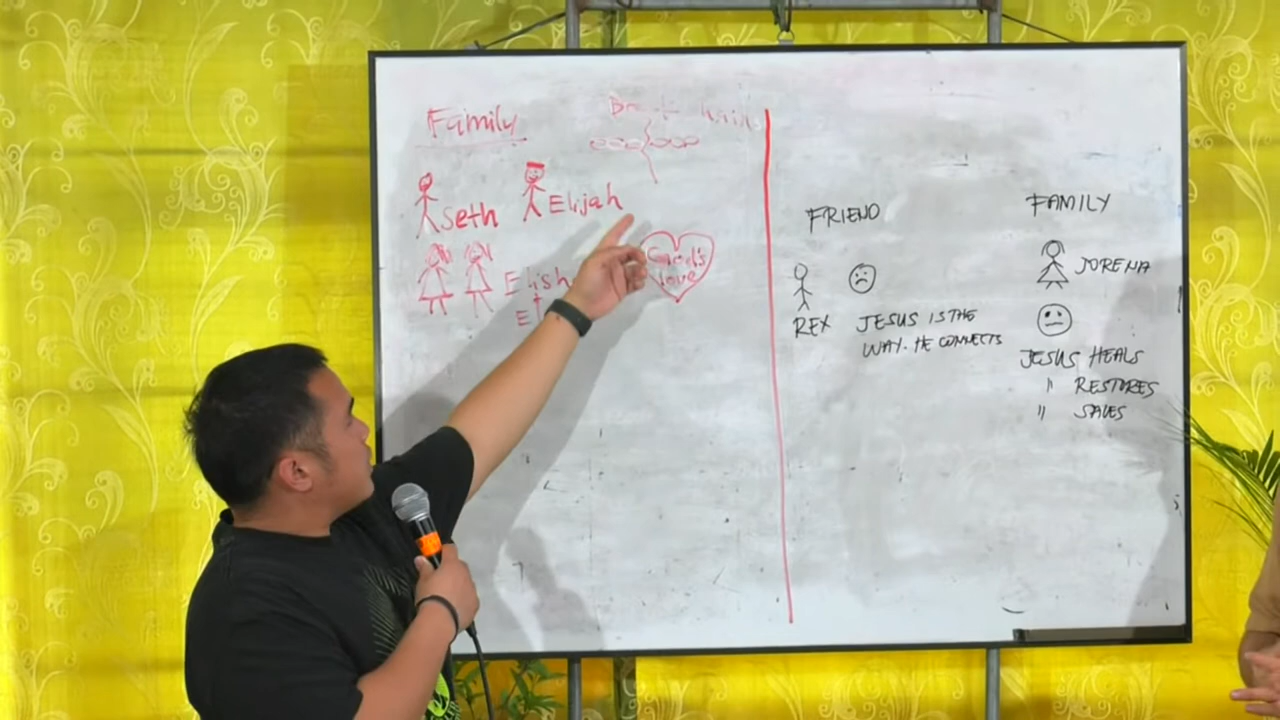 Family
Seth
Elijah
God's
love
FRIEND
REX
JESUS IS THE
WAY. HE CONNECTS
FAMILY
JORENA
JESUS HEALS
" RESTORES
" SAVES